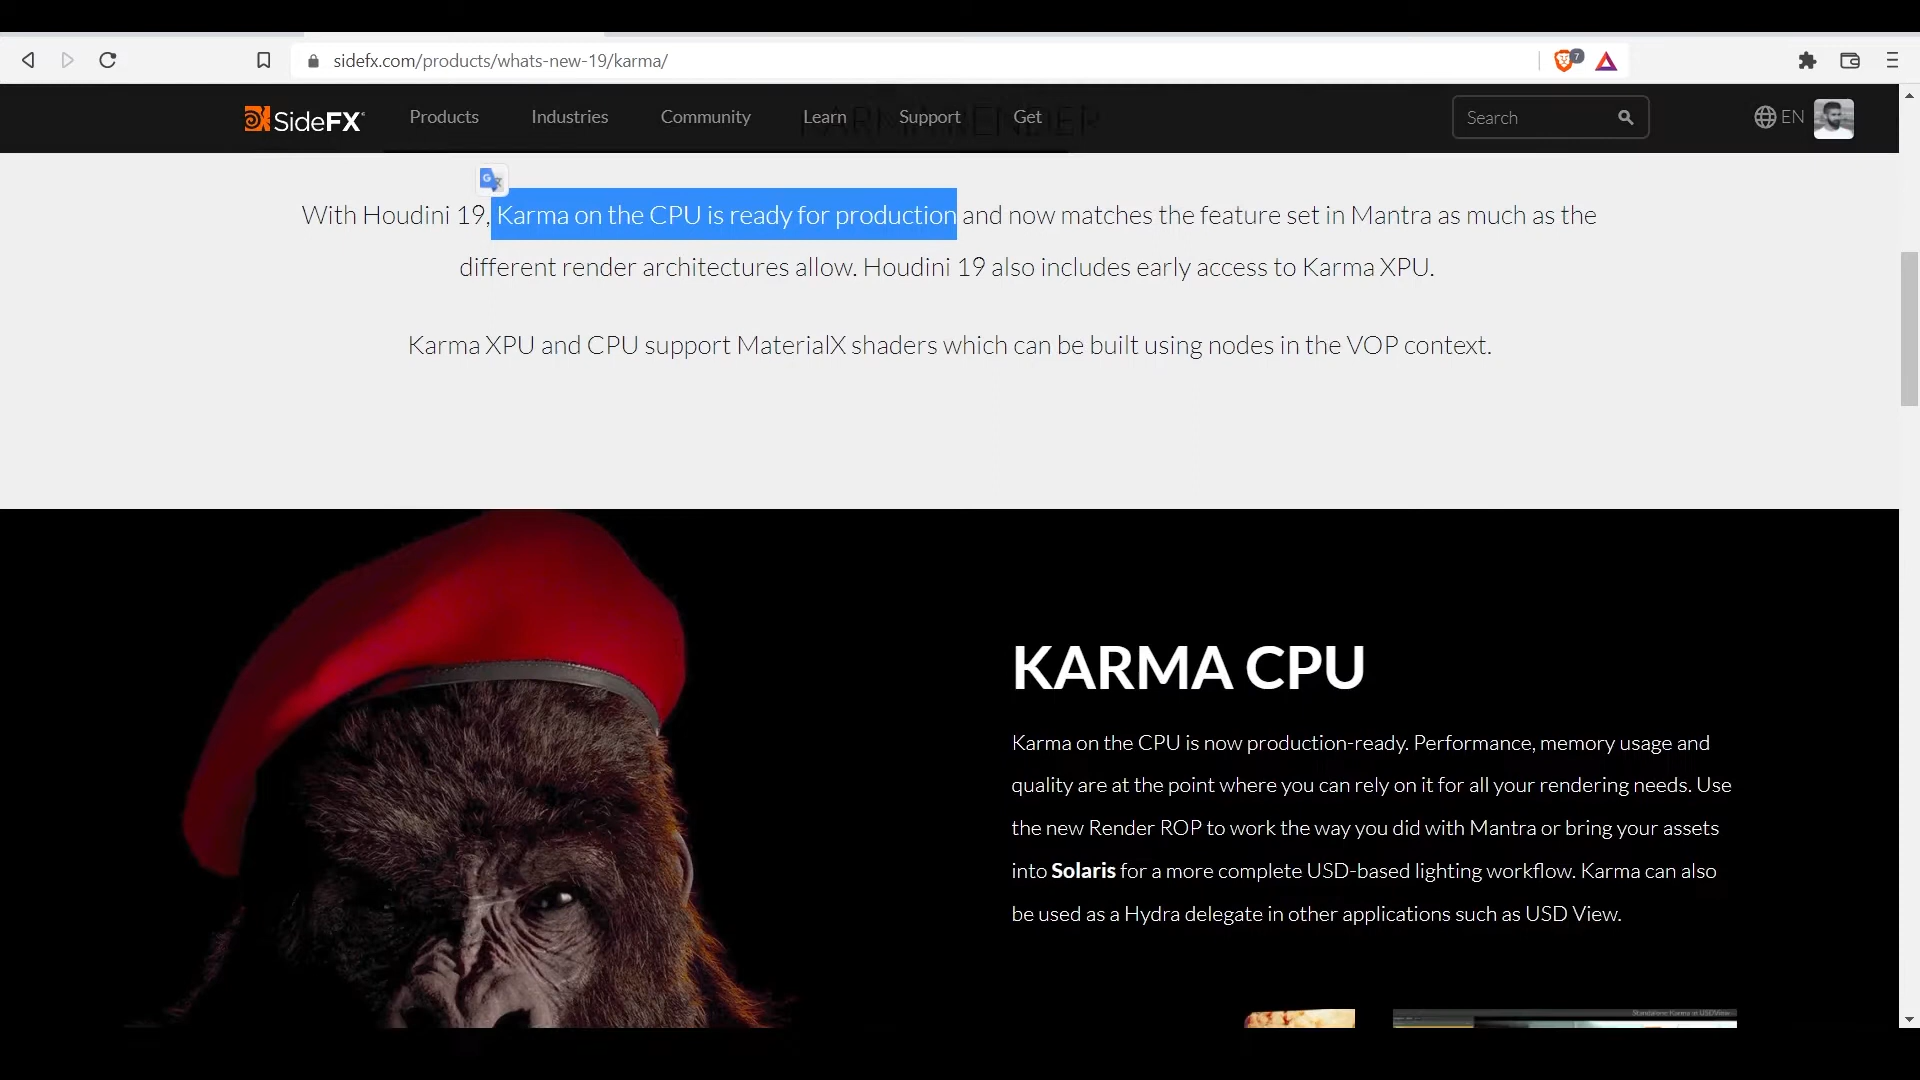 sidefx.com/products/whats-new-19/karma/
7
SideFX
Products
Industries
Community
Learn
Support
Get
Search
EN
With Houdini 19, Karma on the CPU is ready for production and now matches the feature set in Mantra as much as the
different render architectures allow. Houdini 19 also includes early access to Karma XPU.
Karma XPU and CPU support MaterialX shaders which can be built using nodes in the VOP context.
KARMA CPU
Karma on the CPU is now production-ready. Performance, memory usage and
quality are at the point where you can rely on it for all your rendering needs. Use
the new Render ROP to work the way you did with Mantra or bring your assets
into Solaris for a more complete USD-based lighting workflow. Karma can also
be used as a Hydra delegate in other applications such as USD View.
Standalone: Karma in USDView